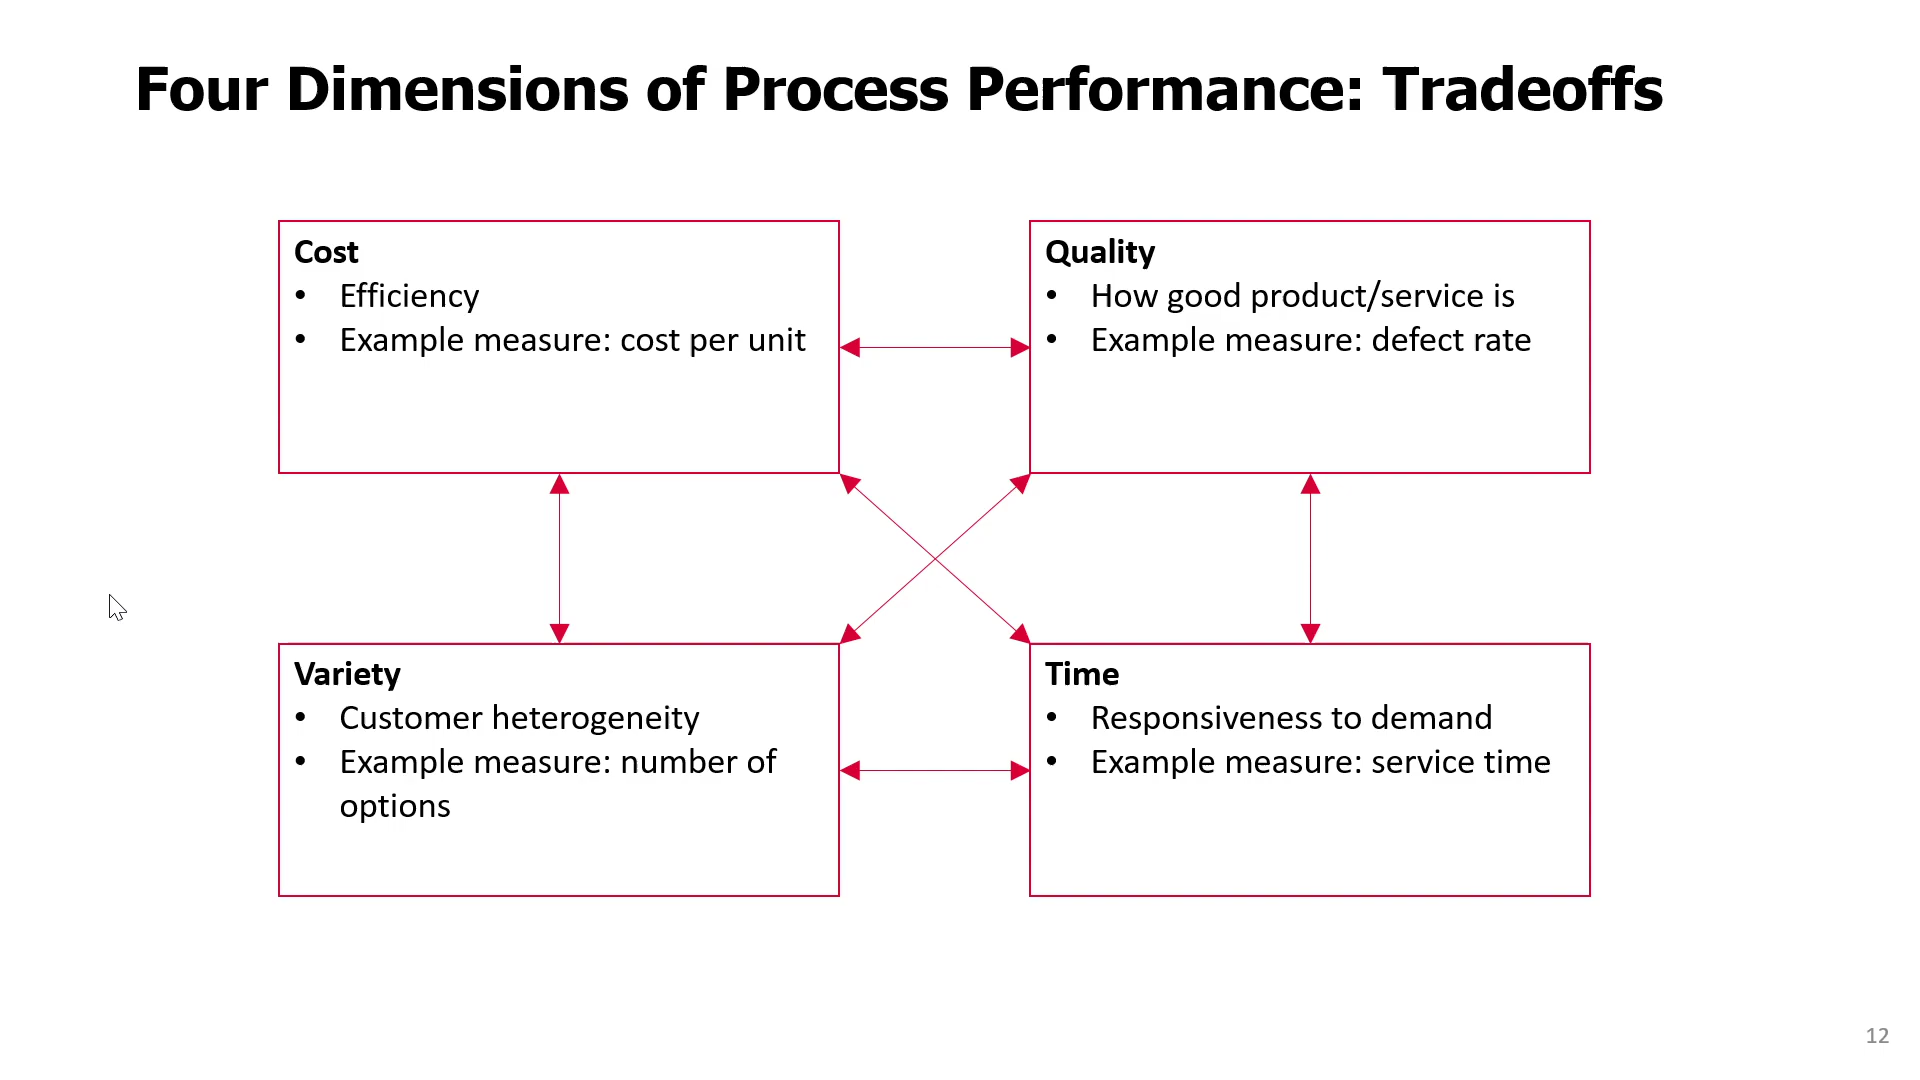 Four Dimensions of Process Performance: Tradeoffs
Cost
• Efficiency
• Example measure: cost per unit
Quality
• How good product/service is
• Example measure: defect rate
Variety
• Customer heterogeneity
• Example measure: number of
options
Time
• Responsiveness to demand
• Example measure: service time
12